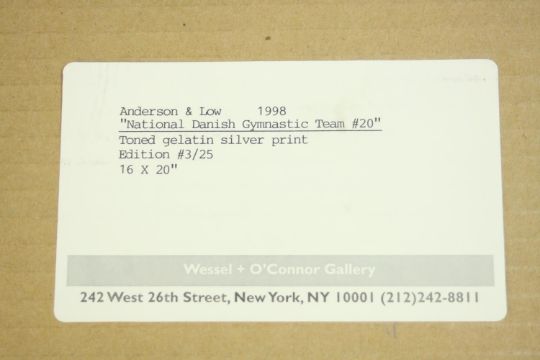 Anderson & Low 1998
"National Danish Gymnastic Team #20"
Toned gelatin silver print
Edition #3/25
16 X 20"
Wessel + O'Connor Gallery
242 West 26th Street, New York, NY 10001 (212)242-8811